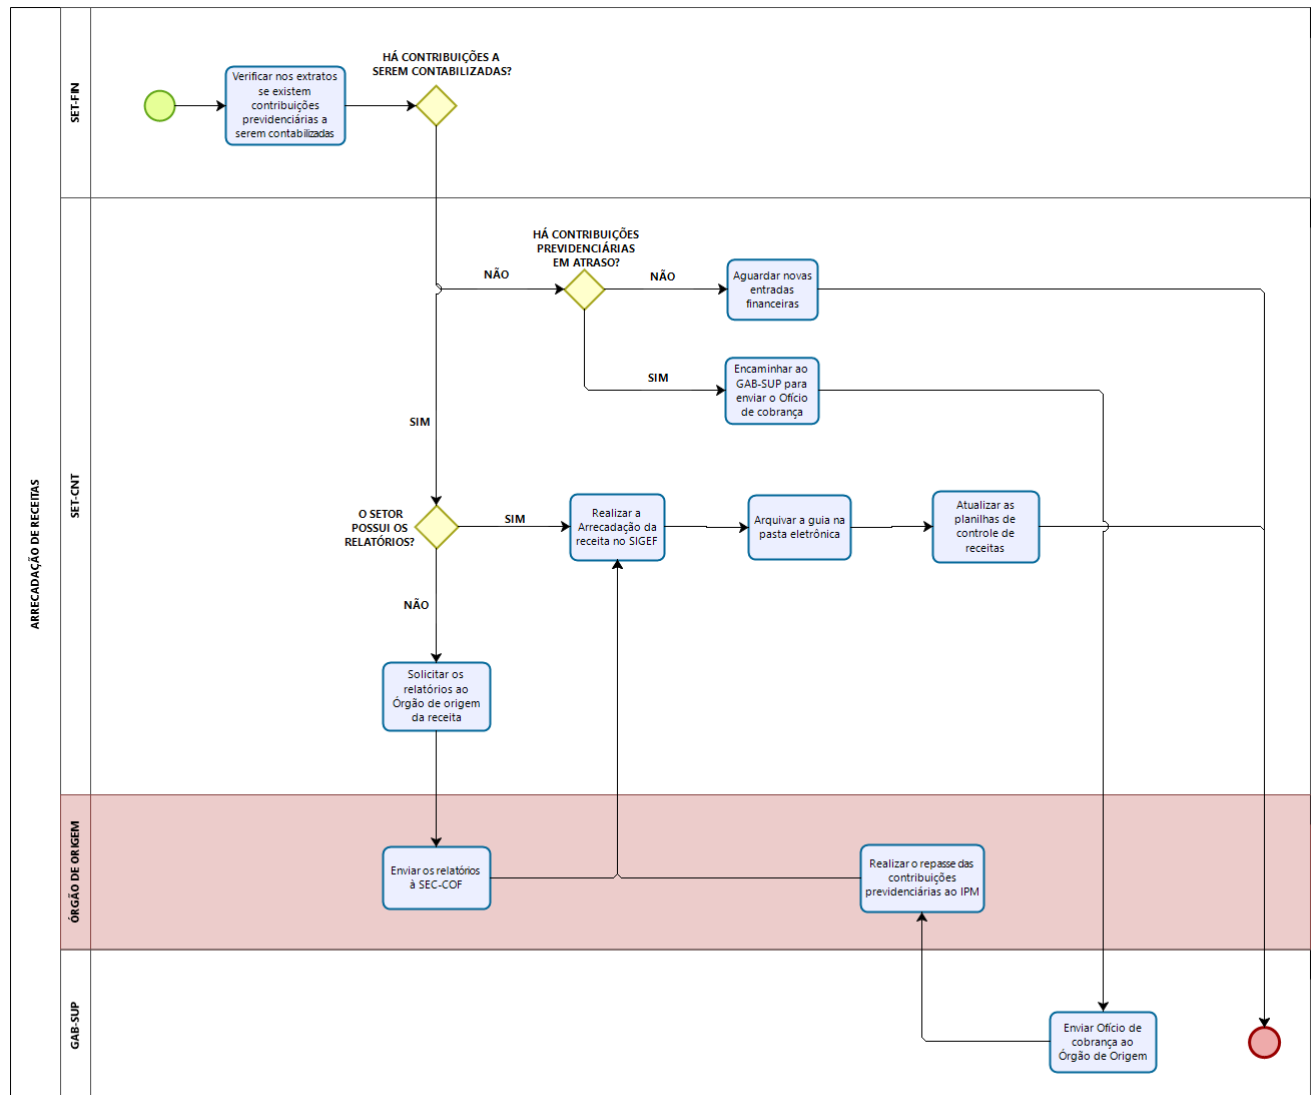 ARRECADAÇÃO DE RECEITAS
SET-FIN
Verificar nos extratos
se existem
contribuições
previdenciárias a
serem contabilizadas
HÁ CONTRIBUIÇÕES A
SEREM CONTABILIZADAS?
SET-CNT
HÁ CONTRIBUIÇÕES
PREVIDENCIÁRIAS
EM ATRASO?
NÃO
NÃO
Aguardar novas
entradas
financeiras
SIM
Encaminhar ao
GAB-SUP para
enviar o Ofício
de cobrança
SIM
O SETOR
POSSUI OS
RELATÓRIOS?
SIM
Realizar a
Arrecadação da
receita no SIGEF
Arquivar a guia na
pasta eletrônica
Atualizar as
planilhas de
controle de
receitas
NÃO
Solicitar os
relatórios ao
Órgão de origem
da receita
ÓRGÃO DE ORIGEM
Enviar os relatórios
à SEC-COF
Realizar o repasse das
contribuições
previdenciárias ao IPM
GAB-SUP
Enviar Ofício de
cobrança ao
Órgão de Origem